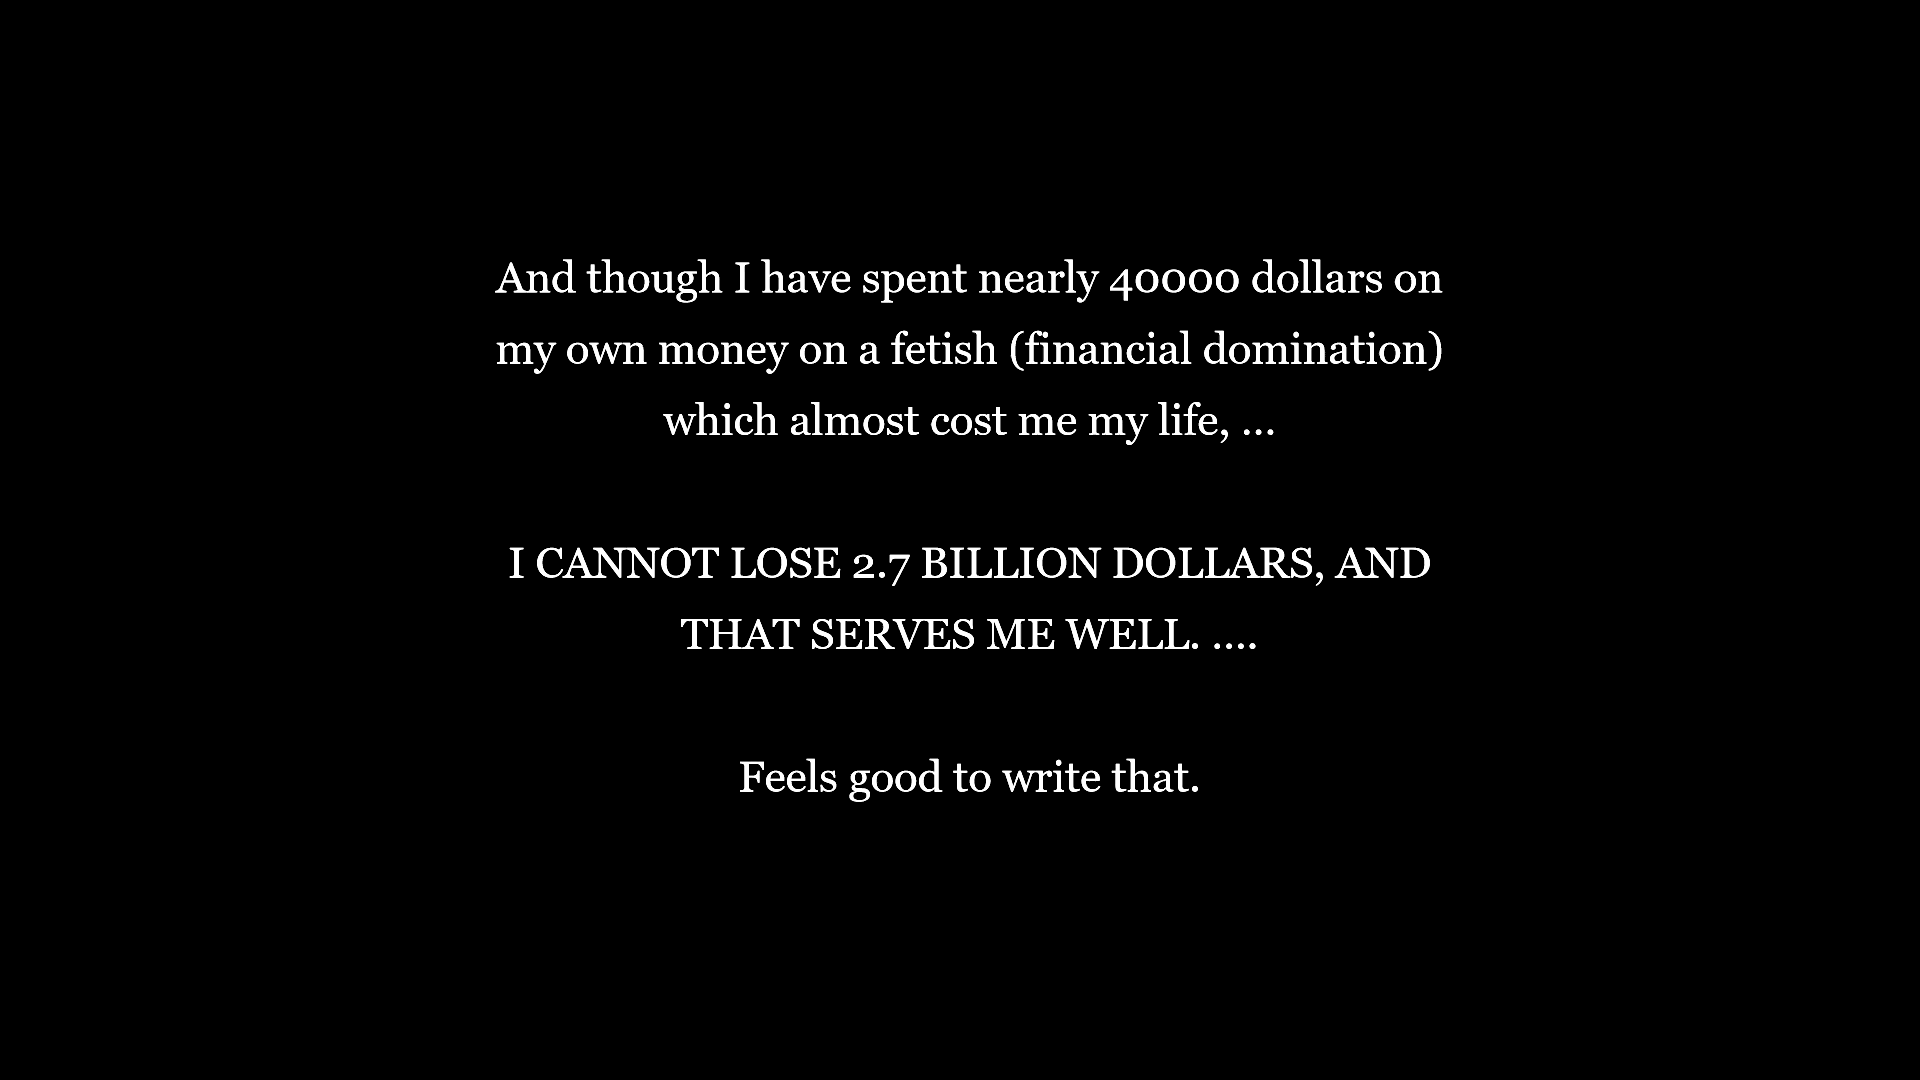 And though I have spent nearly 40000 dollars on
my own money on a fetish (financial domination)
which almost cost me my life, ...
I CANNOT LOSE 2.7 BILLION DOLLARS, AND
THAT SERVES ME WELL. ....
Feels good to write that.